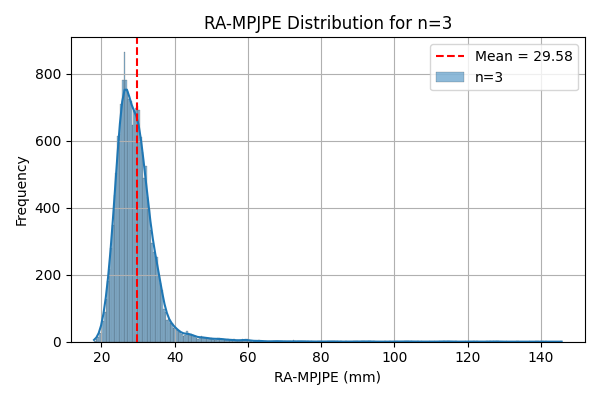 RA-MPJPE Distribution for n=3
Mean = 29.58
n=3
Frequency
800
600
400
200
0
20 40 60 80 100 120 140
RA-MPJPE (mm)